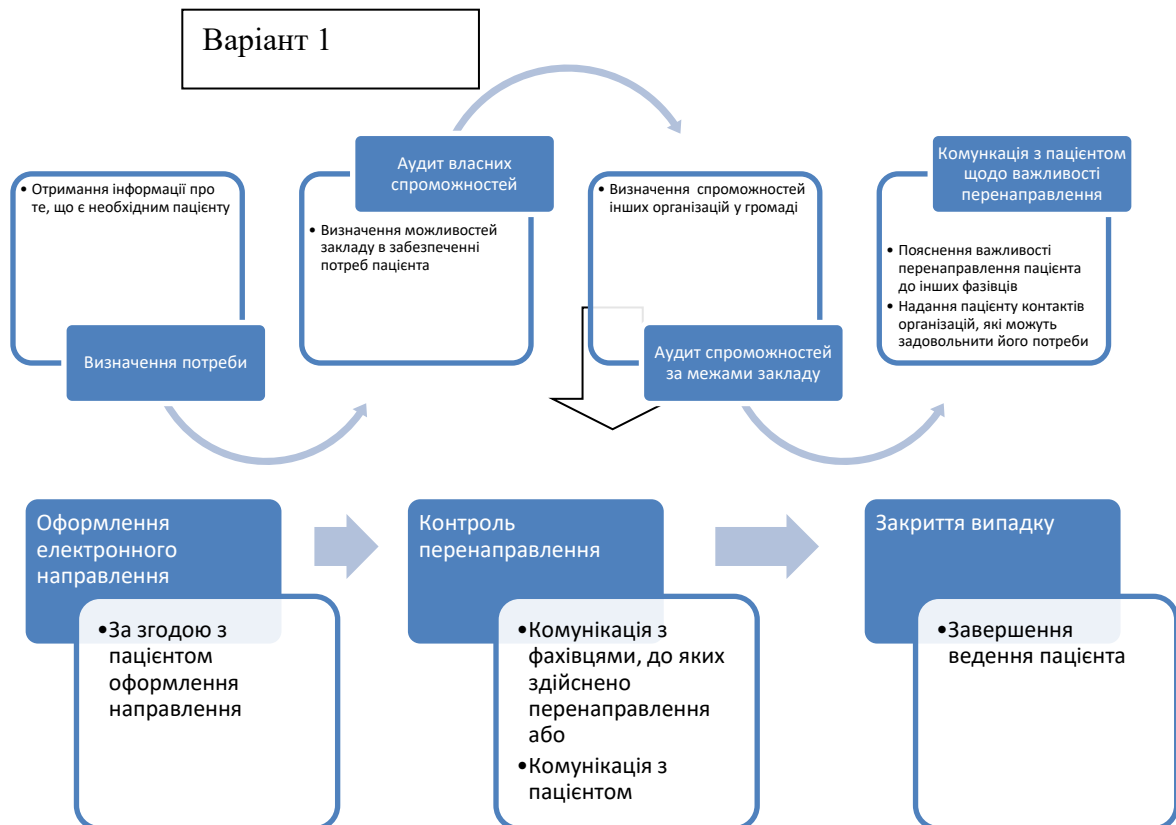 Варіант 1
• Отримання інформації про
те, що є необхідним пацієнту
Визначення потреби
Аудит власних
спроможностей
• Визначення можливостей
закладу в забезпеченні
потреб пацієнта
• Визначення спроможностей
інших організацій у громаді
Аудит спроможностей
за межами закладу
Комункація з пацієнтом
щодо важливості
перенаправлення
• Пояснення важливості
перенаправлення пацієнта
до інших фазівців
• Надання пацієнту контактів
організацій, які можуть
задовольнити його потреби
Оформлення
електронного
направлення
•За згодою з
пацієнтом
оформлення
направлення
Контроль
перенаправлення
•Комунікація з
фахівцями, до яких
здійснено
перенаправлення
або
•Комунікація з
пацієнтом
Закриття випадку
•Завершення
ведення пацієнта